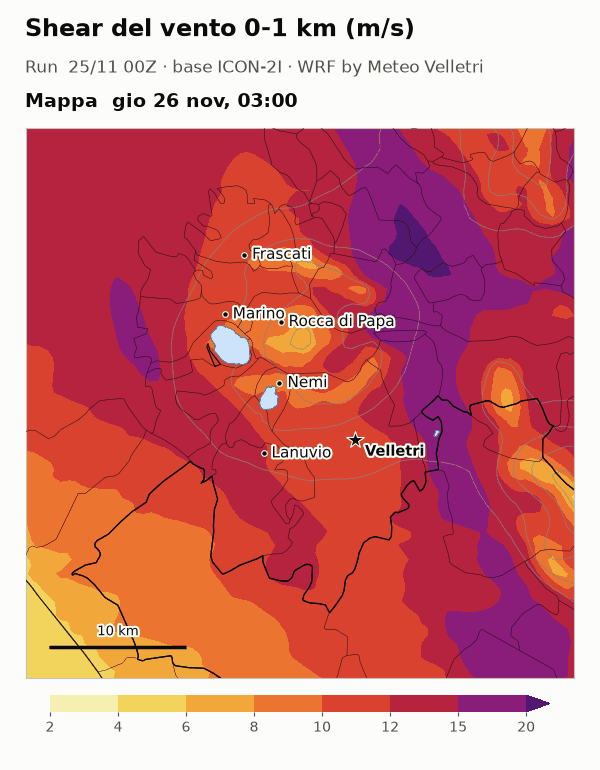 Shear del vento 0-1 km (m/s)
Run 25/11 00Z · base ICON-2I · WRF by Meteo Velletri
Mappa gio 26 nov, 03:00
Frascati
Marino
Rocca di Papa
Nemi
Velletri
Lanuvio
10 km
2 4 6 8 10 12 15 20